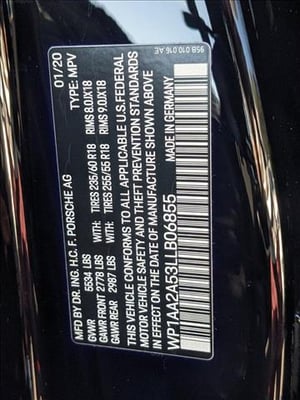 95B 010 016 AE
MFD. BY DR. ING. H.C. F. PORSCHE AG 01/20
GVWR 5534 LBS TYPE: MPV
GAWR FRONT 2778 LBS WITH: TIRES 235/60 R18 RIMS 8.0JX18
GAWR REAR 2987 LBS WITH: TIRES 255/55 R18 RIMS 9.0JX18
THIS VEHICLE CONFORMS TO ALL APPLICABLE U.S. FEDERAL
MOTOR VEHICLE SAFETY AND THEFT PREVENTION STANDARDS
IN EFFECT ON THE DATE OF MANUFACTURE SHOWN ABOVE
MADE IN GERMANY
WP1AA2A53LLB06855